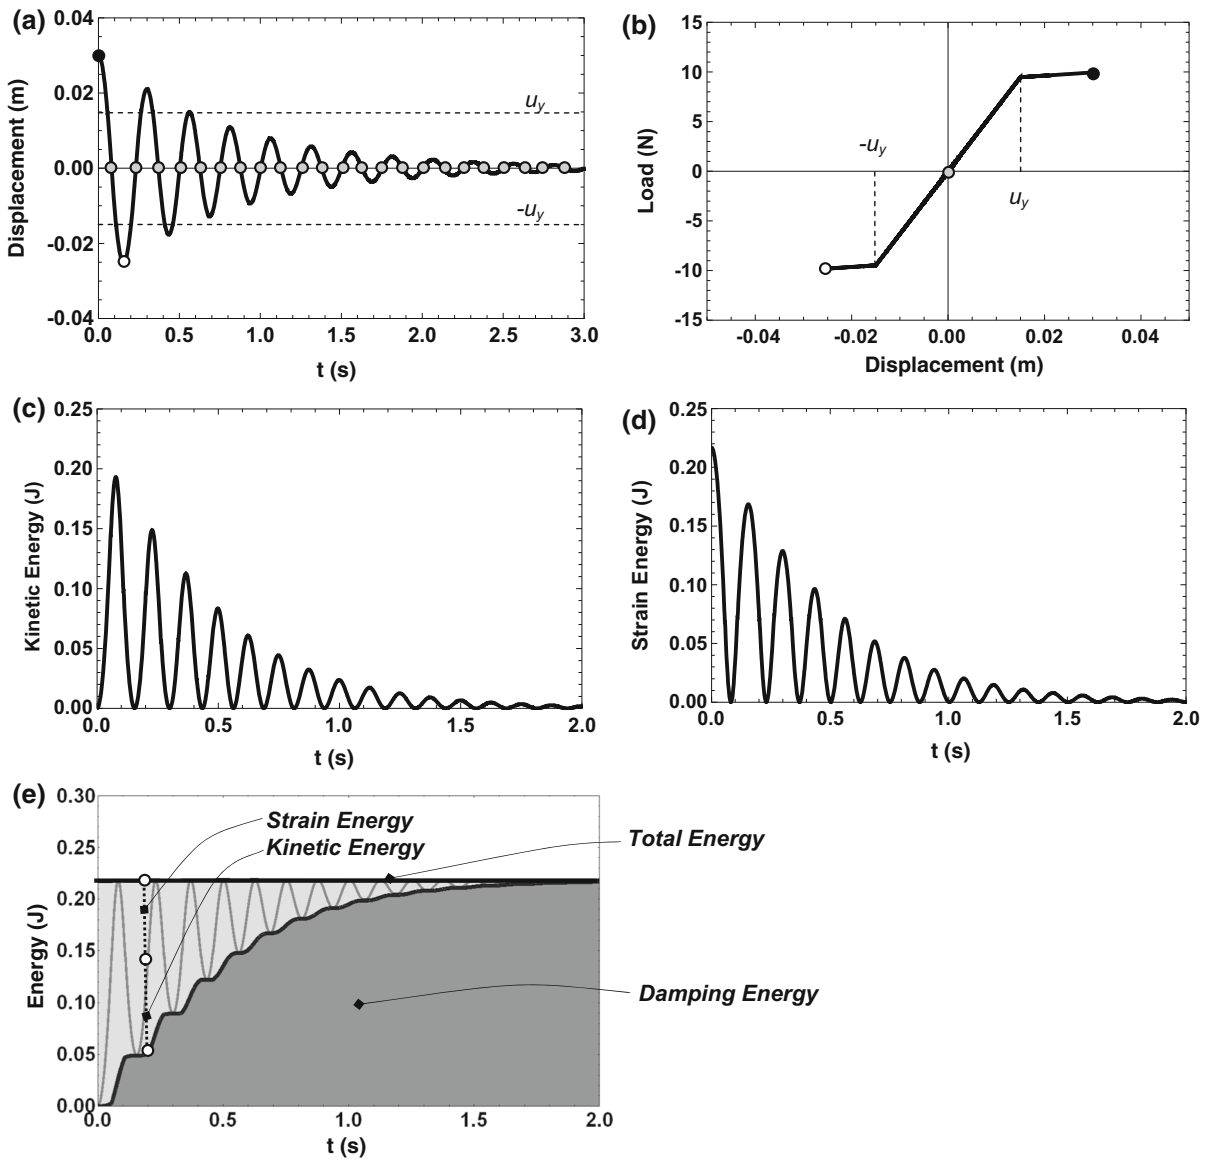 (a)
Displacement (m)
0.04
0.02
0.00
-0.02
-0.04
u_y
-u_y
0.0 0.5 1.0 1.5 2.0 2.5 3.0
t (s)
(b)
Load (N)
15
10
5
0
-5
-10
-15
-u_y
u_y
-0.04 -0.02 0.00 0.02 0.04
Displacement (m)
(c)
Kinetic Energy (J)
0.25
0.20
0.15
0.10
0.05
0.00
0.0 0.5 1.0 1.5 2.0
t (s)
(d)
Strain Energy (J)
0.25
0.20
0.15
0.10
0.05
0.00
0.0 0.5 1.0 1.5 2.0
t (s)
(e)
Energy (J)
0.30
0.25
0.20
0.15
0.10
0.05
0.00
Strain Energy
Kinetic Energy
Total Energy
Damping Energy
0.0 0.5 1.0 1.5 2.0
t (s)